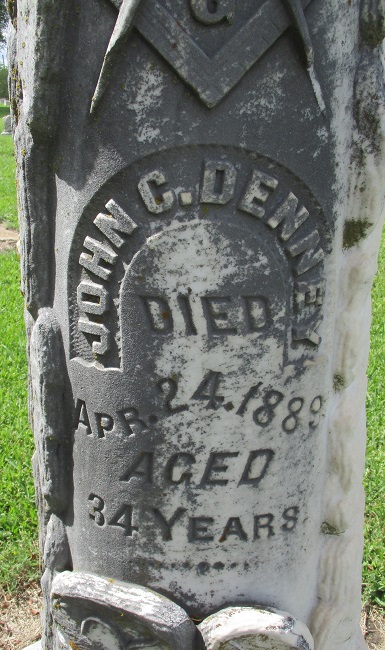 G
JOHN C. DENNEY
DIED
APR. 24. 1889
AGED
34 YEARS